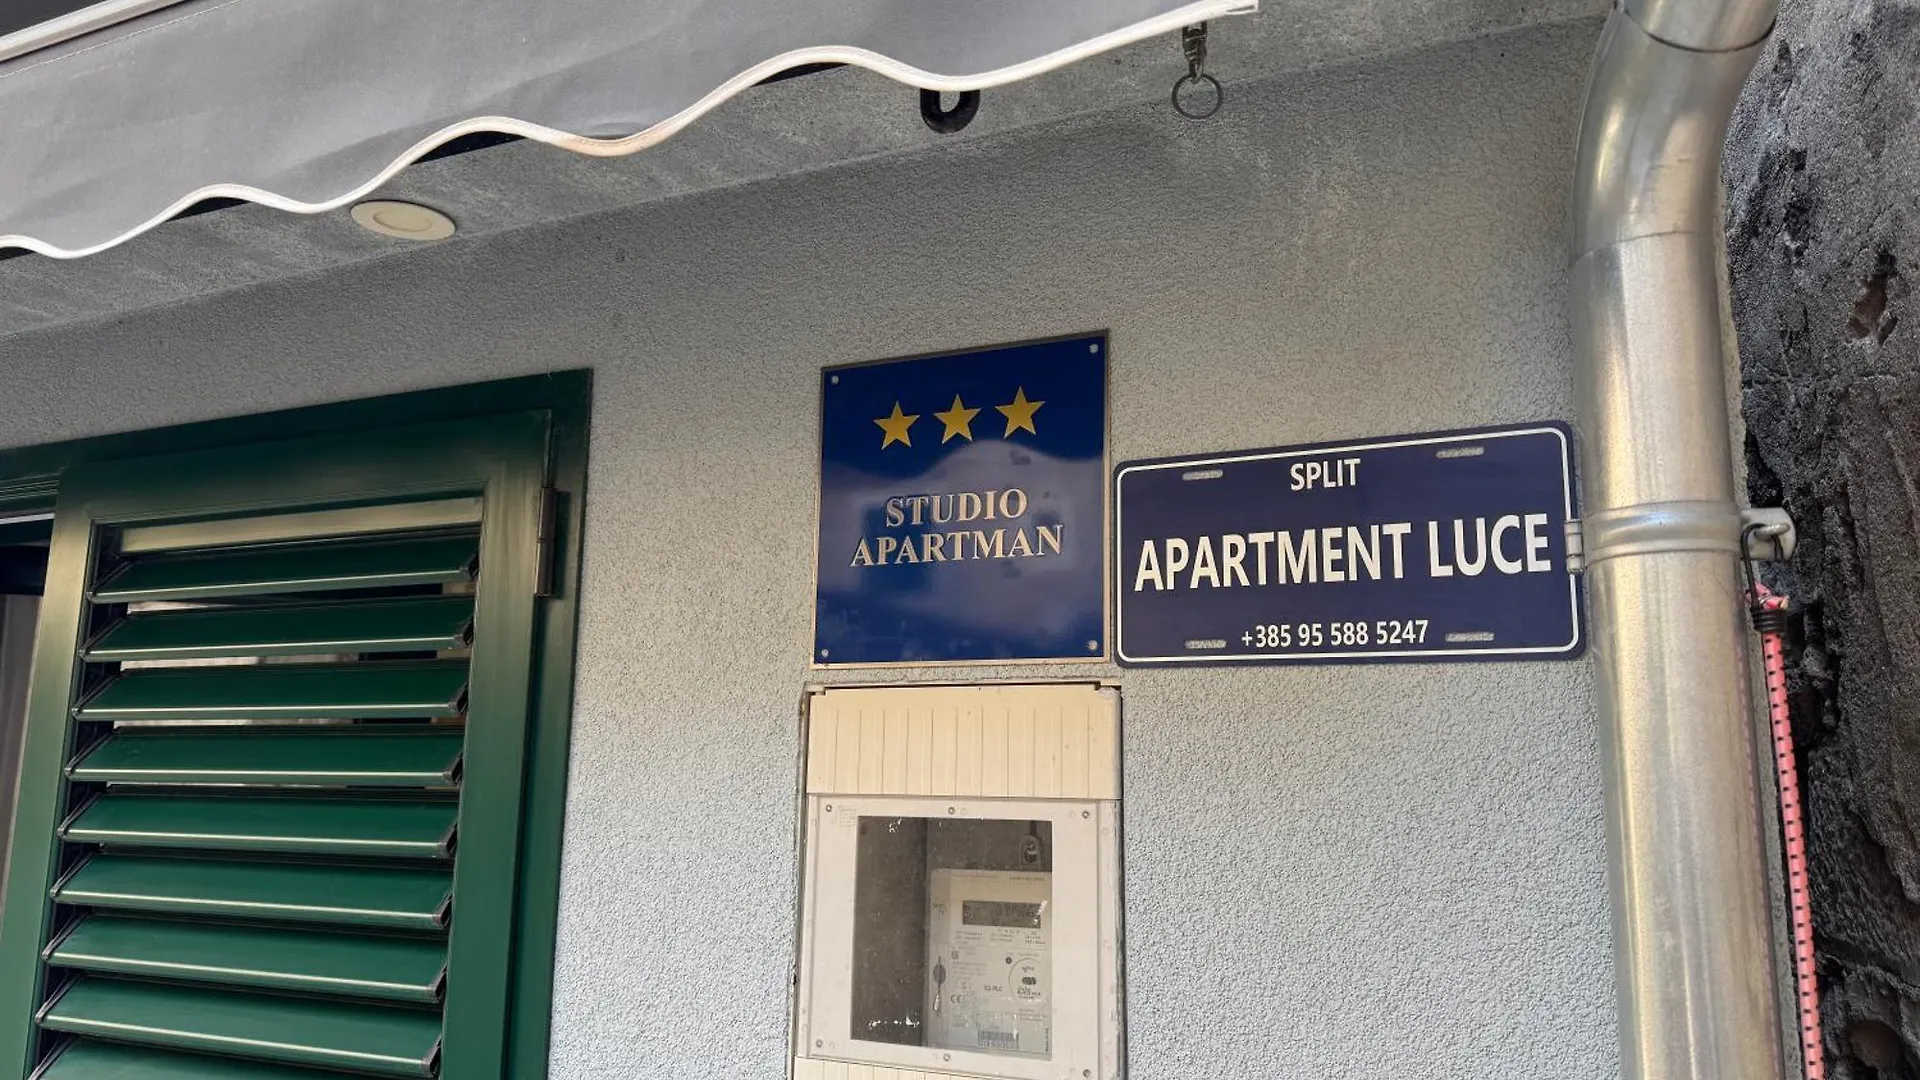 STUDIO
APARTMAN
SPLIT
APARTMENT LUCE
+385 95 588 5247